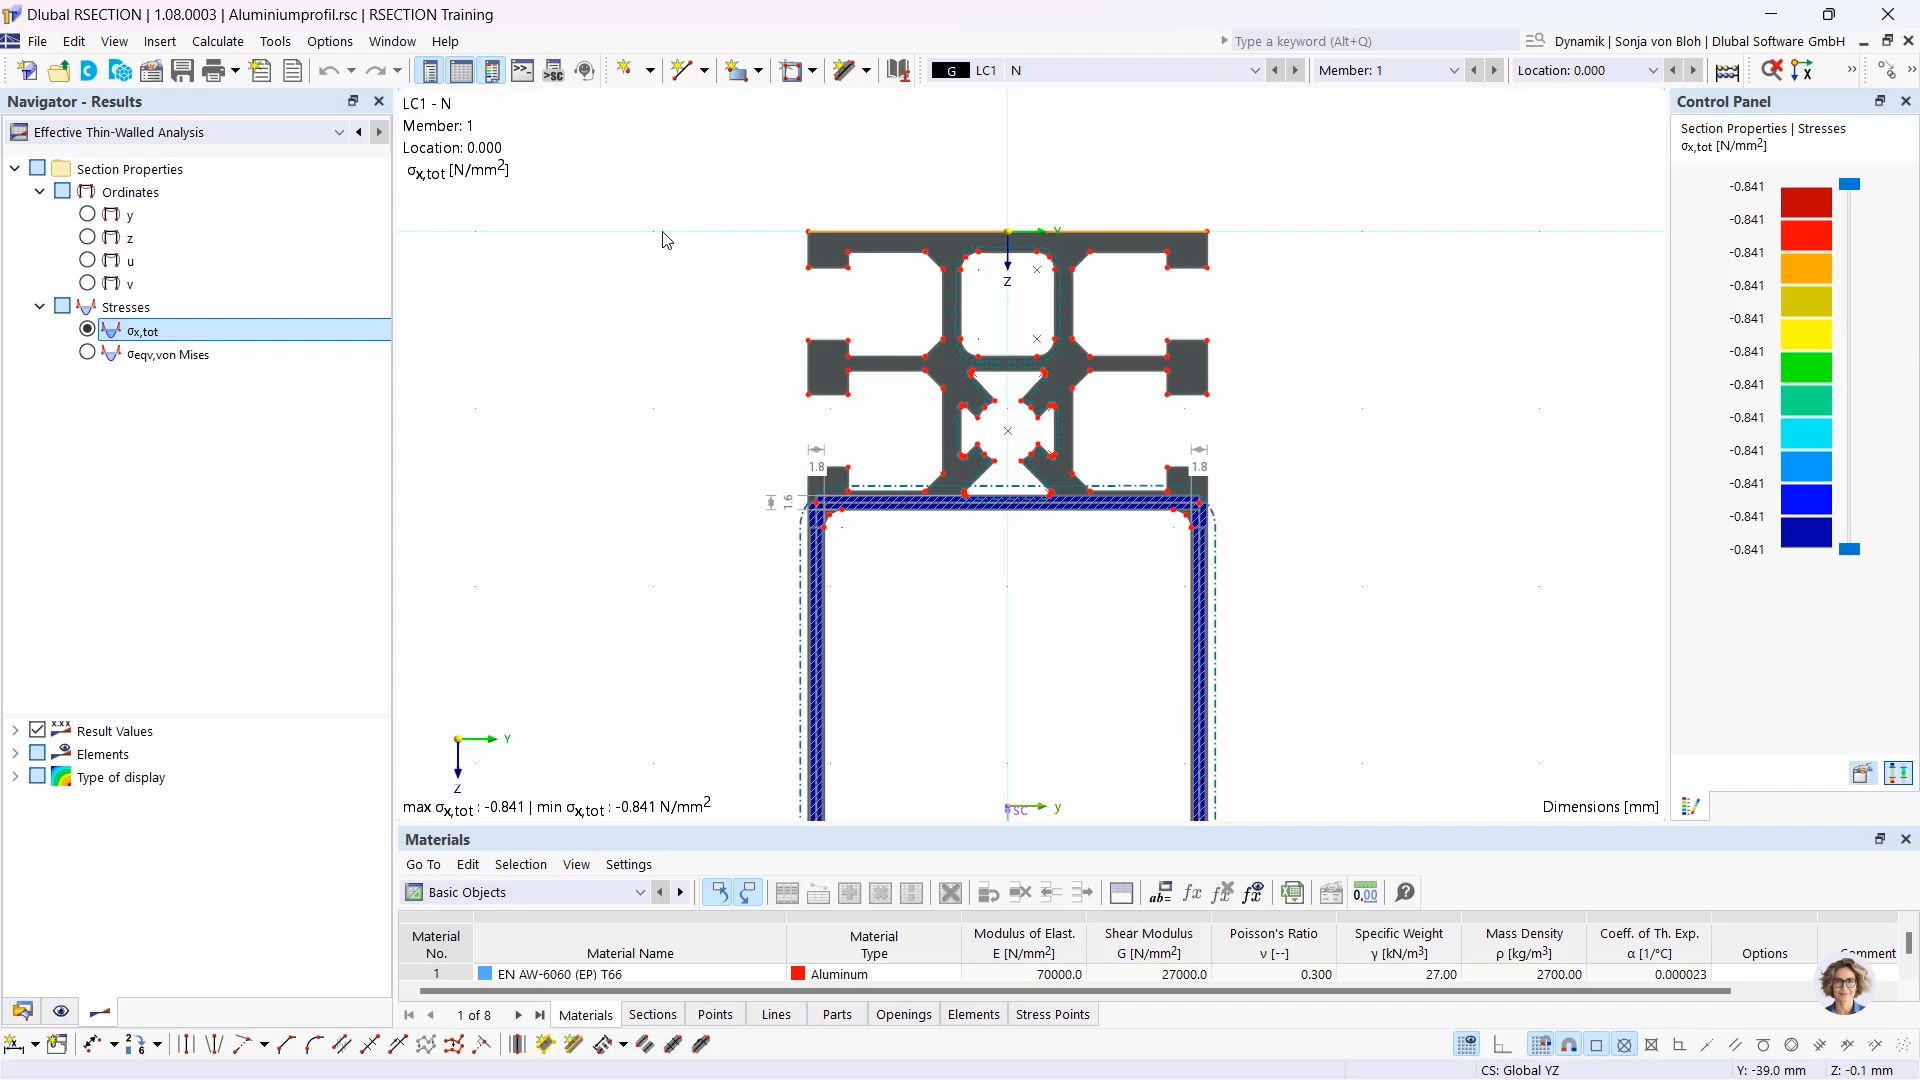 Dlubal RSECTION | 1.08.0003 | Aluminiumprofil.rsc | RSECTION Training
File Edit View Insert Calculate Tools Options Window Help
Type a keyword (Alt+Q)
Dynamik | Sonja von Bloh | Dlubal Software GmbH
G LC1 N
Member: 1
Location: 0.000
Navigator - Results
Effective Thin-Walled Analysis
Section Properties
Ordinates
y
z
u
v
Stresses
σx,tot
σeqv,von Mises
Result Values
Elements
Type of display
LC1 - N
Member: 1
Location: 0.000
σx,tot [N/mm²]
Y
Z
1.8
1.8
1.6
Y
Z
SC
y
max σx,tot : -0.841 | min σx,tot : -0.841 N/mm²
Dimensions [mm]
Control Panel
Section Properties | Stresses
σx,tot [N/mm²]
-0.841
-0.841
-0.841
-0.841
-0.841
-0.841
-0.841
-0.841
-0.841
-0.841
-0.841
-0.841
Materials
Go To Edit Selection View Settings
Basic Objects
Material No.
Material Name
Material Type
Modulus of Elast. E [N/mm²]
Shear Modulus G [N/mm²]
Poisson's Ratio ν [--]
Specific Weight γ [kN/m³]
Mass Density ρ [kg/m³]
Coeff. of Th. Exp. α [1/°C]
Options
Comment
1 EN AW-6060 (EP) T66 Aluminum 70000.0 27000.0 0.300 27.00 2700.00 0.000023
1 of 8 Materials Sections Points Lines Parts Openings Elements Stress Points
CS: Global YZ
Y: -39.0 mm
Z: -0.1 mm